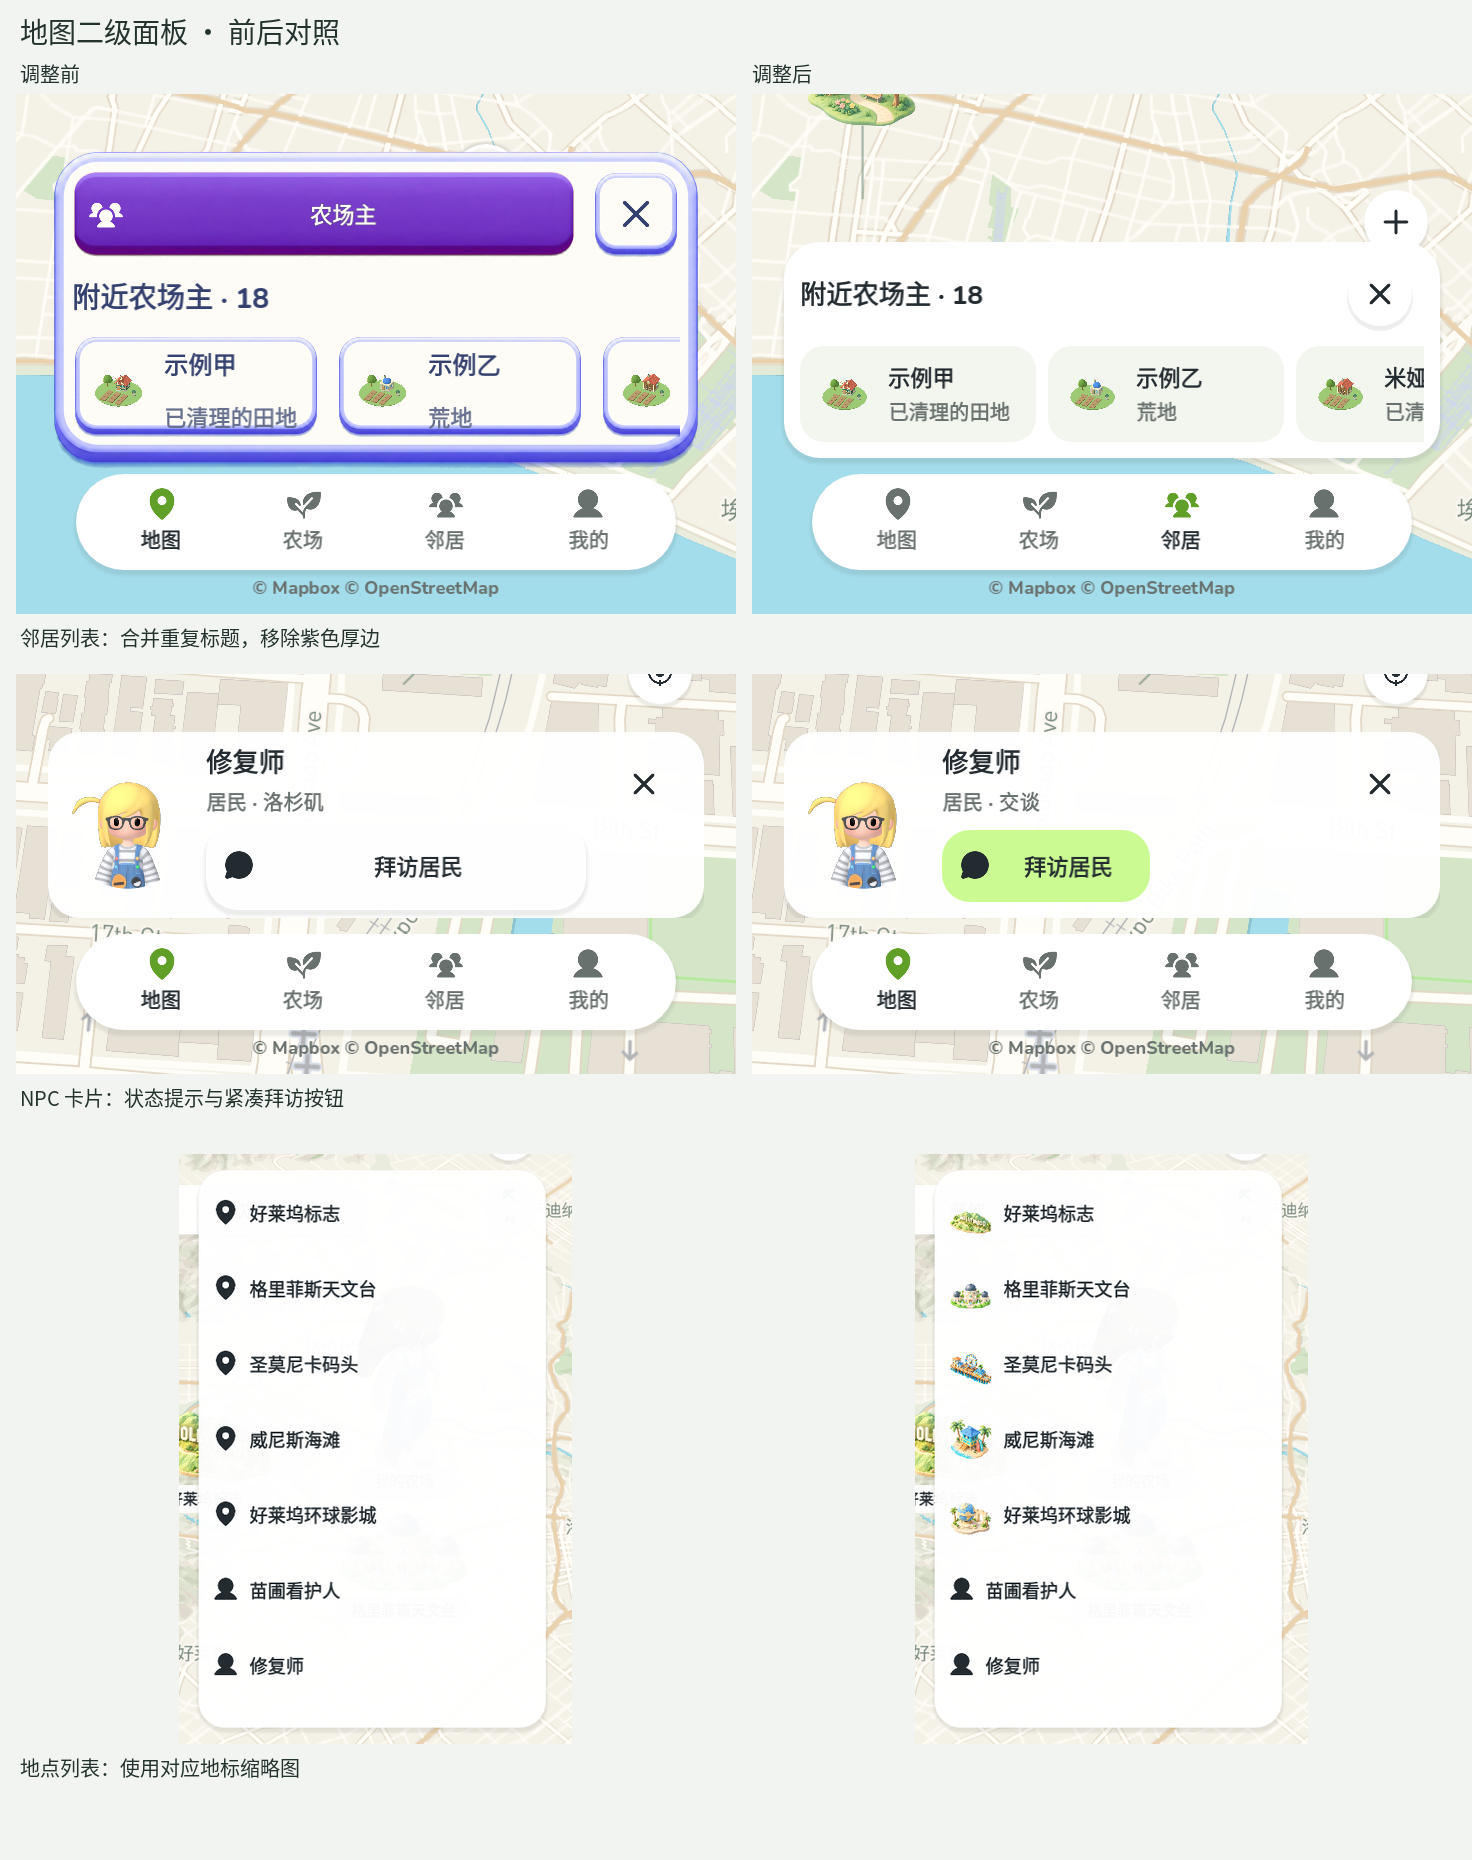 地图二级面板 · 前后对照
调整前
调整后
农场主
附近农场主 · 18
示例甲
已清理的田地
示例乙
荒地
地图
农场
邻居
我的
© Mapbox © OpenStreetMap
附近农场主 · 18
示例甲
已清理的田地
示例乙
荒地
米娅
已清
地图
农场
邻居
我的
© Mapbox © OpenStreetMap
邻居列表：合并重复标题，移除紫色厚边
修复师
居民 · 洛杉矶
拜访居民
17th
地图
农场
邻居
我的
© Mapbox © OpenStreetMap
修复师
居民 · 交谈
拜访居民
17th
地图
农场
邻居
我的
© Mapbox © OpenStreetMap
NPC 卡片：状态提示与紧凑拜访按钮
好莱坞标志
格里菲斯天文台
圣莫尼卡码头
威尼斯海滩
好莱坞环球影城
苗圃看护人
修复师
好莱坞标志
格里菲斯天文台
圣莫尼卡码头
威尼斯海滩
好莱坞环球影城
苗圃看护人
修复师
地点列表：使用对应地标缩略图